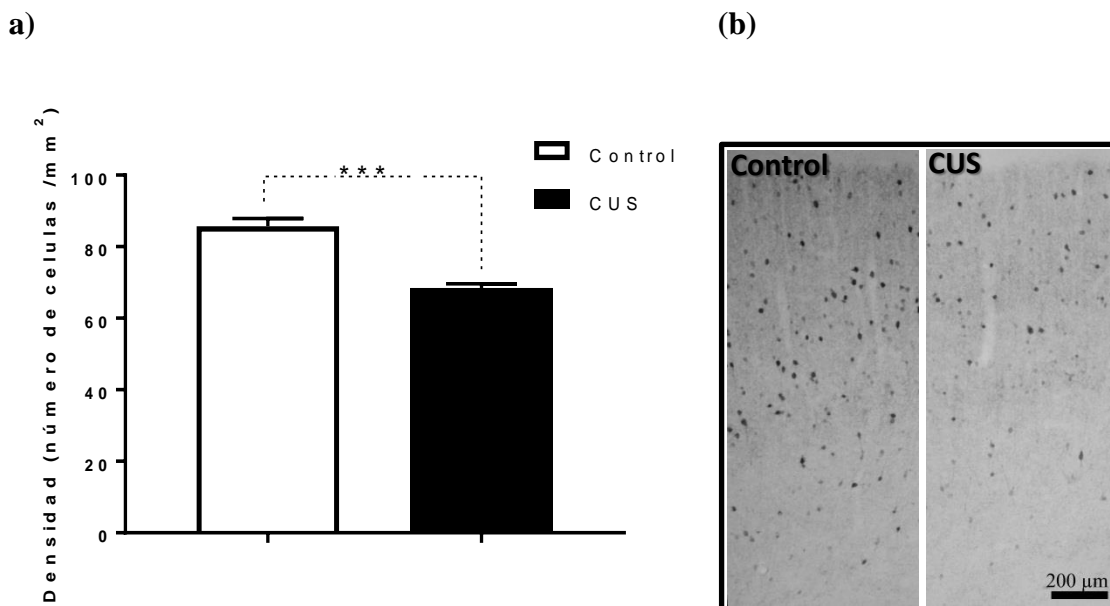 a)
(b)
Densidad (número de celulas /mm²)
Control
CUS
***
100
80
60
40
20
0
Control
CUS
200 µm